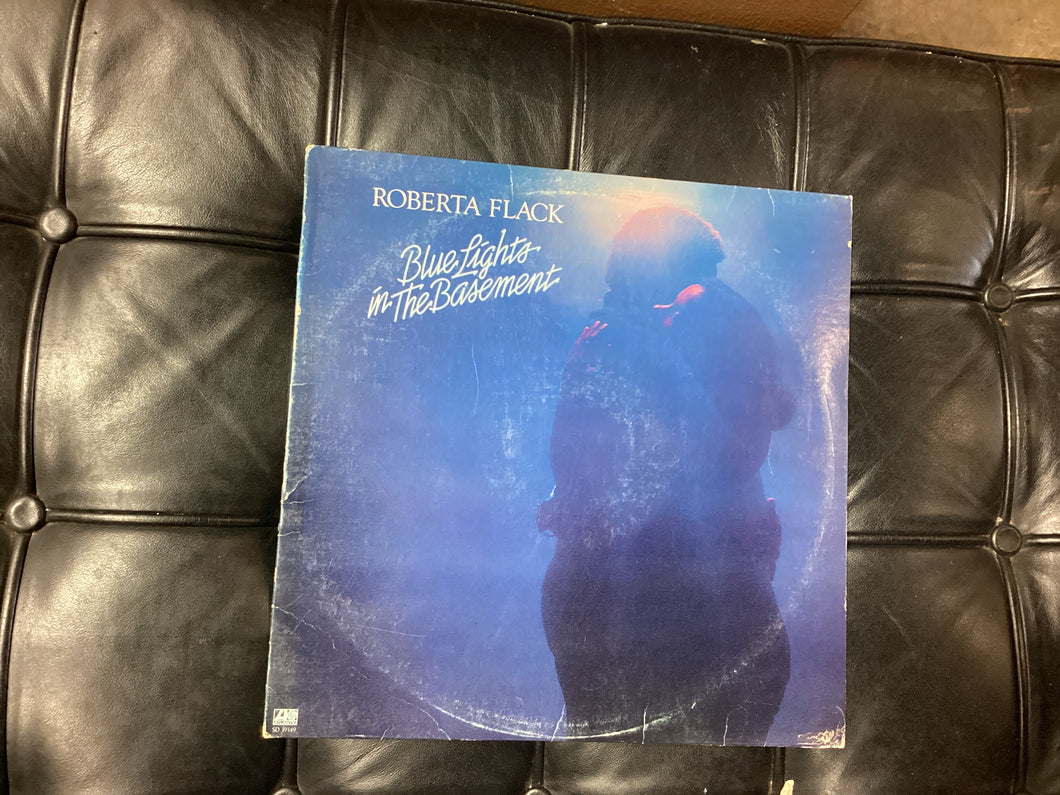 ROBERTA FLACK
Blue Lights
in The Basement
SD 19149